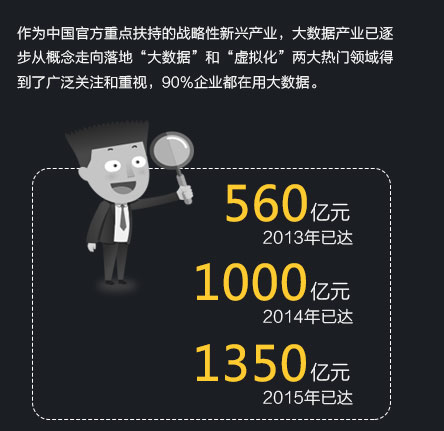 作为中国官方重点扶持的战略性新兴产业，大数据产业已逐
步从概念走向落地“大数据”和“虚拟化”两大热门领域得
到了广泛关注和重视，90%企业都在用大数据。
560亿元
2013年已达
1000亿元
2014年已达
1350亿元
2015年已达